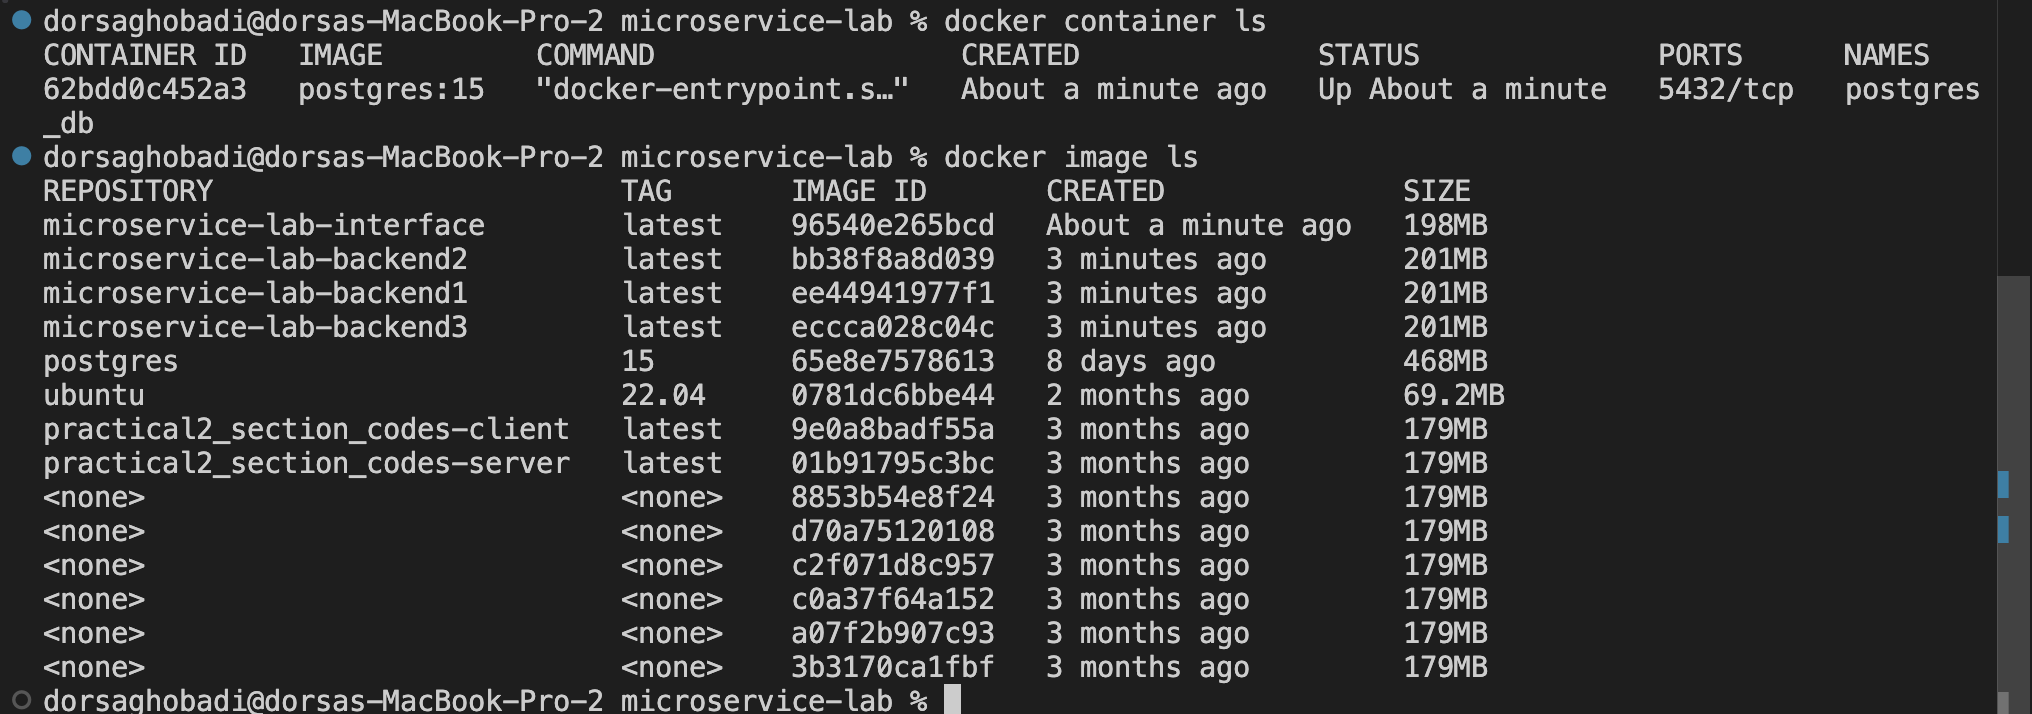 dorsaghobadi@dorsas-MacBook-Pro-2 microservice-lab % docker container ls
CONTAINER ID   IMAGE         COMMAND                  CREATED              STATUS              PORTS      NAMES
62bdd0c452a3   postgres:15   "docker-entrypoint.s…"   About a minute ago   Up About a minute   5432/tcp   postgres
_db
dorsaghobadi@dorsas-MacBook-Pro-2 microservice-lab % docker image ls
REPOSITORY                        TAG       IMAGE ID       CREATED              SIZE
microservice-lab-interface        latest    96540e265bcd   About a minute ago   198MB
microservice-lab-backend2         latest    bb38f8a8d039   3 minutes ago        201MB
microservice-lab-backend1         latest    ee44941977f1   3 minutes ago        201MB
microservice-lab-backend3         latest    eccca028c04c   3 minutes ago        201MB
postgres                          15        65e8e7578613   8 days ago           468MB
ubuntu                            22.04     0781dc6bbe44   2 months ago         69.2MB
practical2_section_codes-client   latest    9e0a8badf55a   3 months ago         179MB
practical2_section_codes-server   latest    01b91795c3bc   3 months ago         179MB
<none>                            <none>    8853b54e8f24   3 months ago         179MB
<none>                            <none>    d70a75120108   3 months ago         179MB
<none>                            <none>    c2f071d8c957   3 months ago         179MB
<none>                            <none>    c0a37f64a152   3 months ago         179MB
<none>                            <none>    a07f2b907c93   3 months ago         179MB
<none>                            <none>    3b3170ca1fbf   3 months ago         179MB
dorsaghobadi@dorsas-MacBook-Pro-2 microservice-lab %